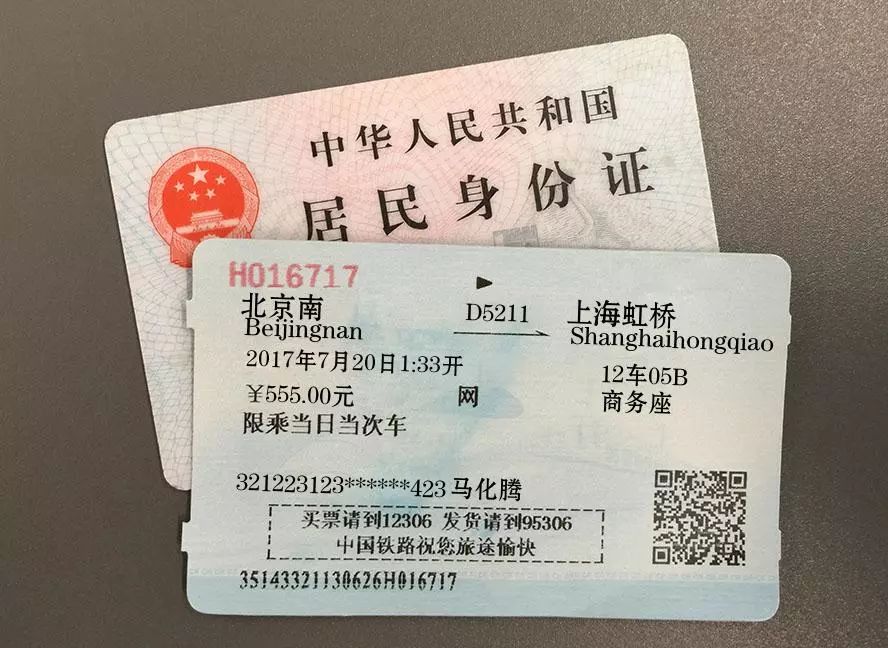 中华人民共和国
居民身份证
H016717
北京南 D5211 上海虹桥
Beijingnan Shanghaihongqiao
2017年7月20日1:33开 12车05B
¥555.00元 网 商务座
限乘当日当次车
321223123******423 马化腾
买票请到12306 发货请到95306
中国铁路祝您旅途愉快
35143321130626H016717